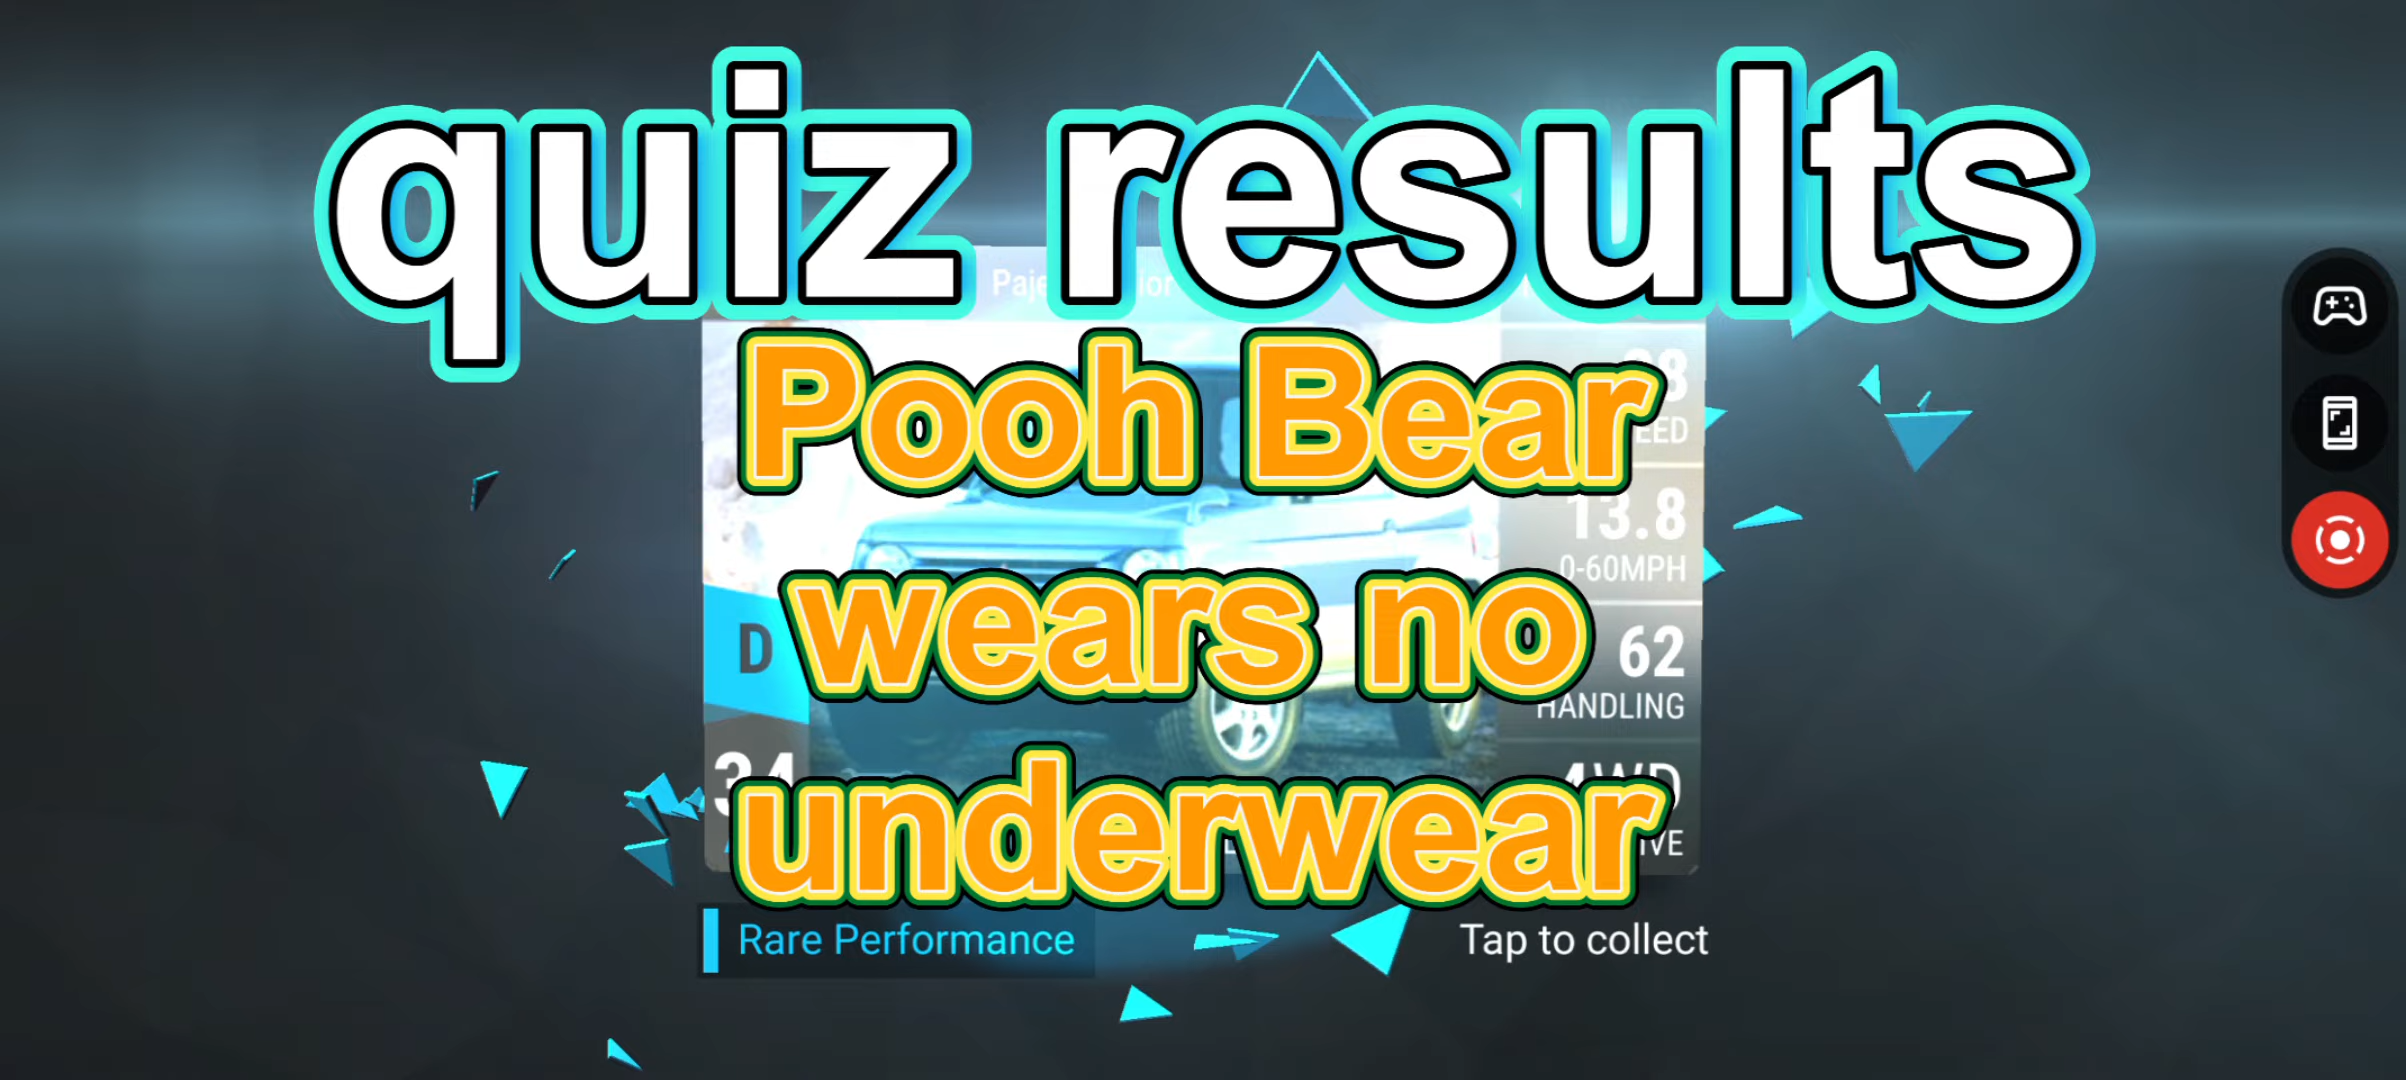 quiz results
Pooh Bear
13.8
0-60MPH
wears no
D
62
HANDLING
underwear
Rare Performance
Tap to collect